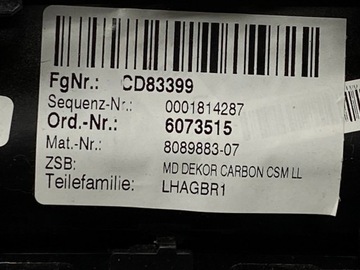 FgNr.: CD83399
Sequenz-Nr.: 0001814287
Ord.-Nr.: 6073515
Mat.-Nr.: 8089883-07
ZSB: MD DEKOR CARBON CSM LL
Teilefamilie: LHAGBR1